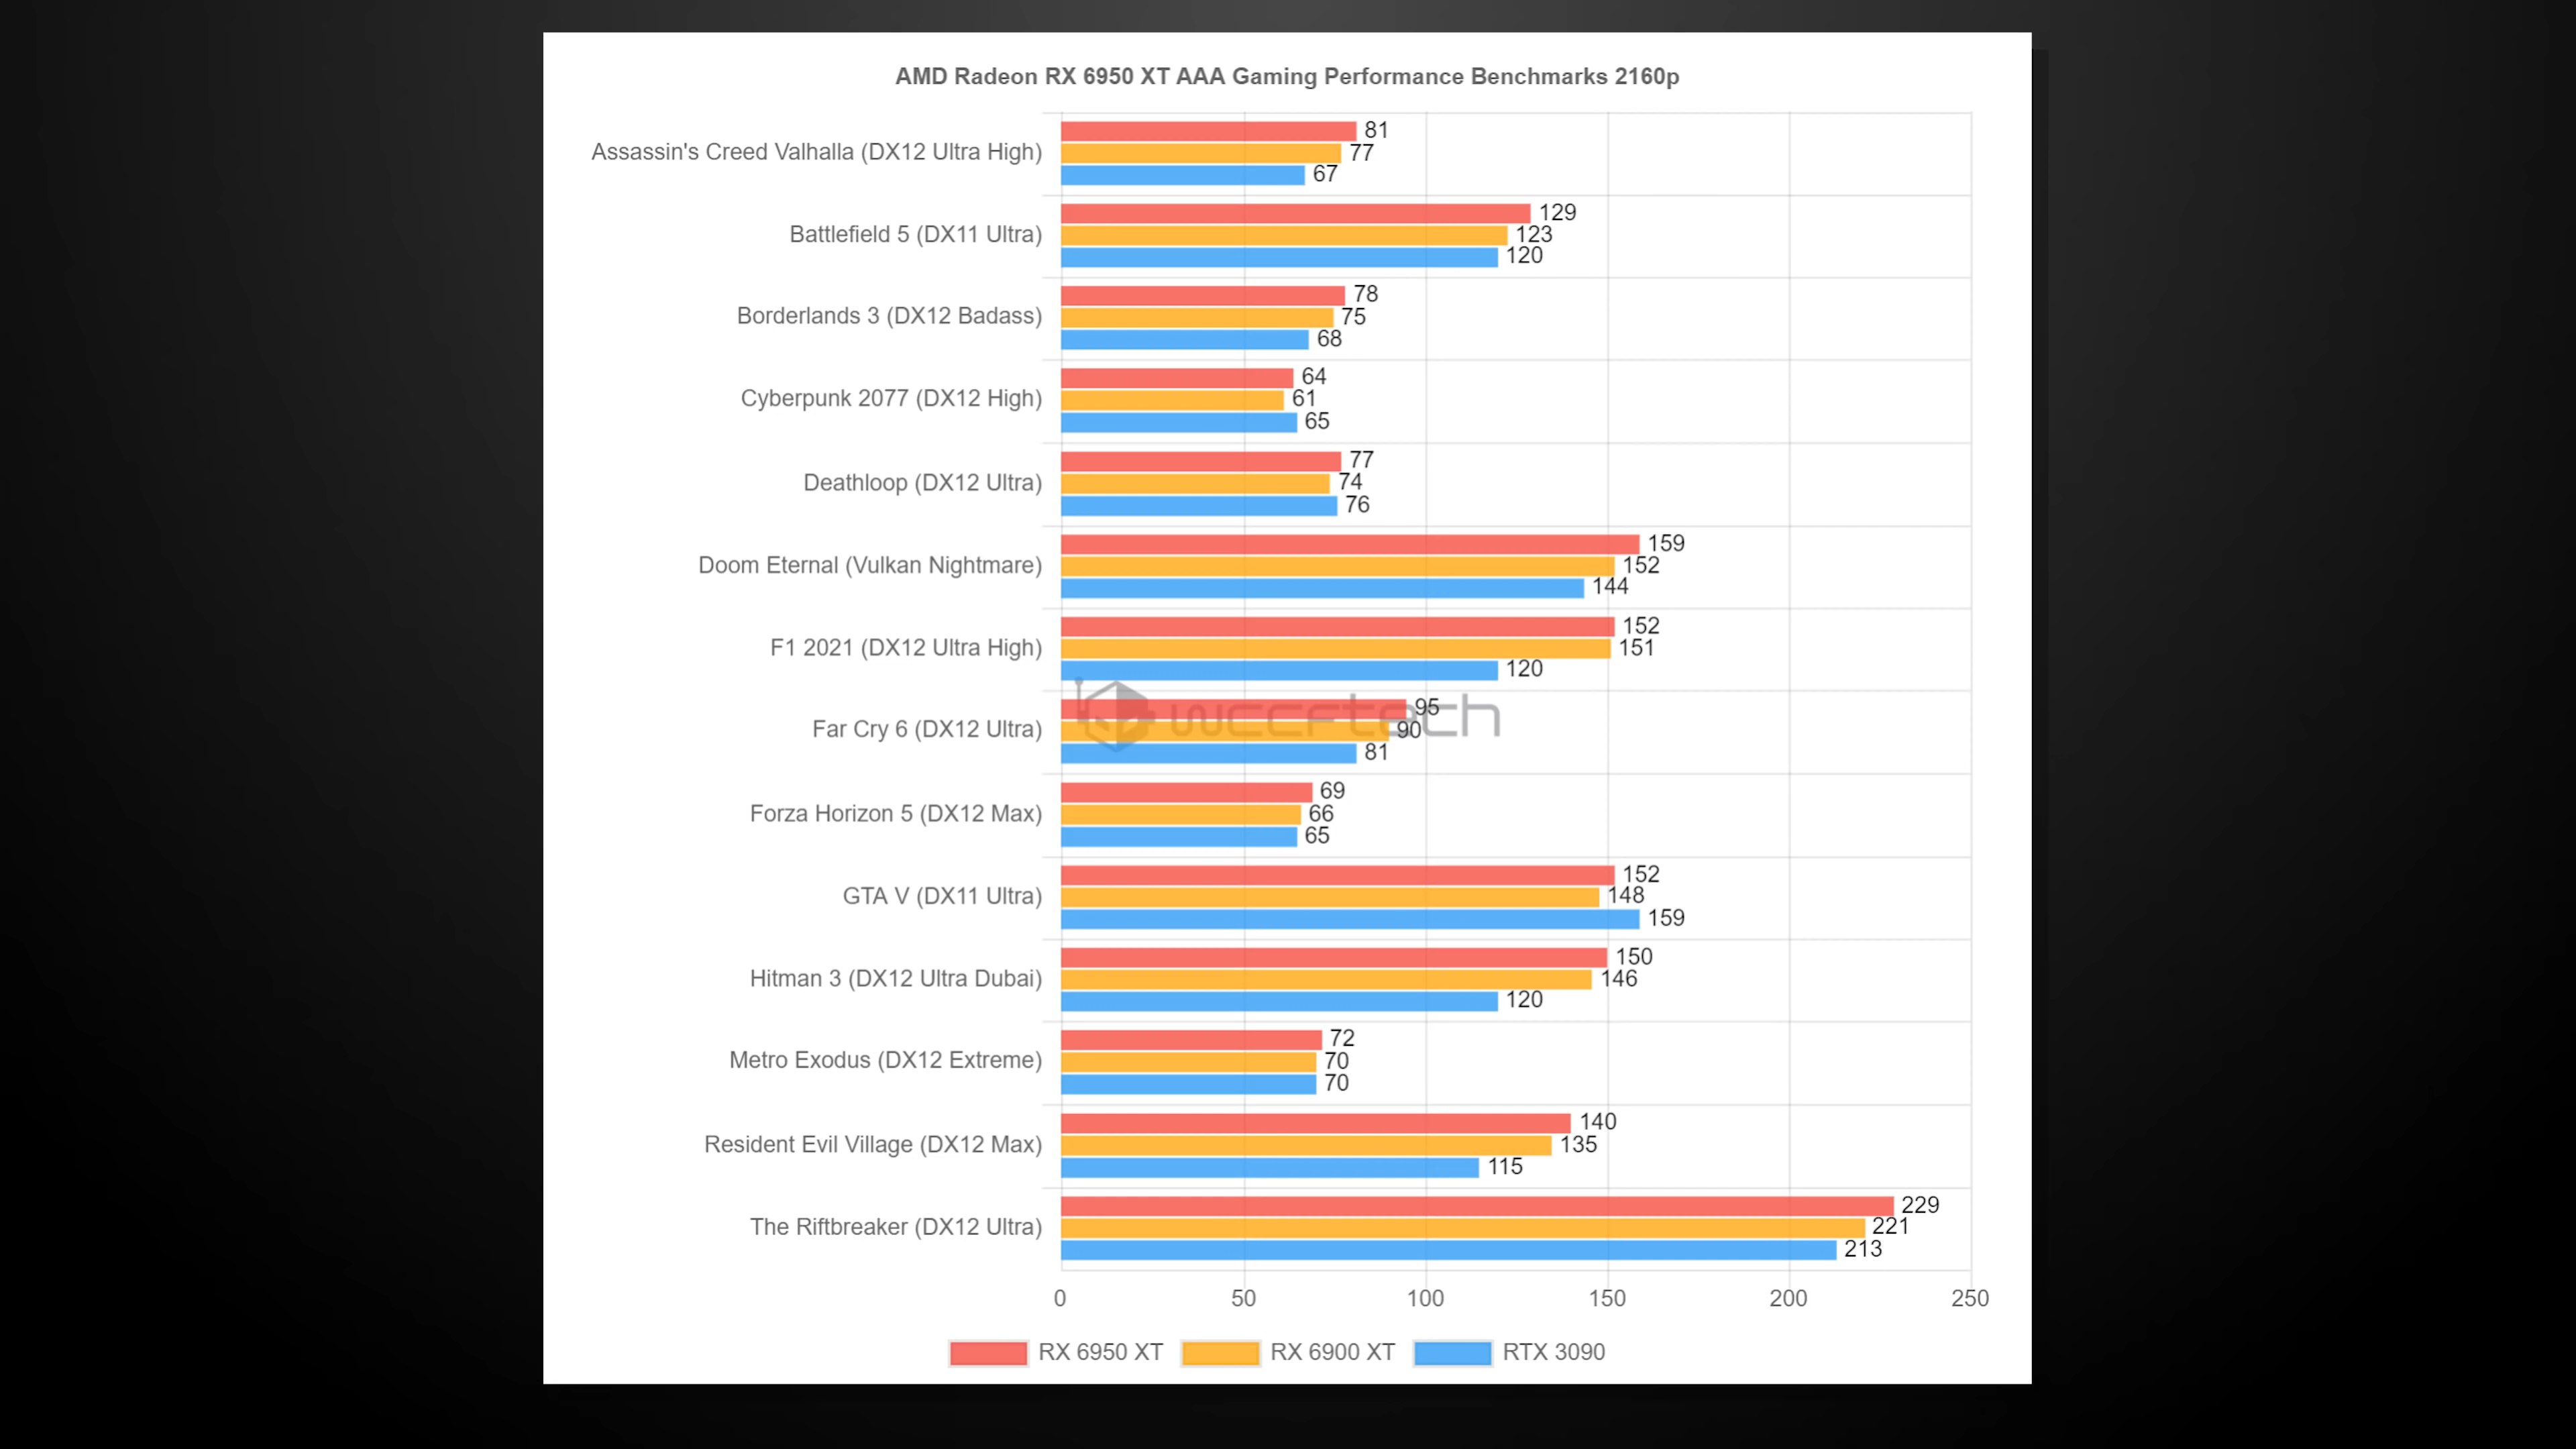 AMD Radeon RX 6950 XT AAA Gaming Performance Benchmarks 2160p
Assassin's Creed Valhalla (DX12 Ultra High)
81
77
67
Battlefield 5 (DX11 Ultra)
129
123
120
Borderlands 3 (DX12 Badass)
78
75
68
Cyberpunk 2077 (DX12 High)
64
61
65
Deathloop (DX12 Ultra)
77
74
76
Doom Eternal (Vulkan Nightmare)
159
152
144
F1 2021 (DX12 Ultra High)
152
151
120
Far Cry 6 (DX12 Ultra)
95
90
81
wccftech
Forza Horizon 5 (DX12 Max)
69
66
65
GTA V (DX11 Ultra)
152
148
159
Hitman 3 (DX12 Ultra Dubai)
150
146
120
Metro Exodus (DX12 Extreme)
72
70
70
Resident Evil Village (DX12 Max)
140
135
115
The Riftbreaker (DX12 Ultra)
229
221
213
0 50 100 150 200 250
RX 6950 XT RX 6900 XT RTX 3090